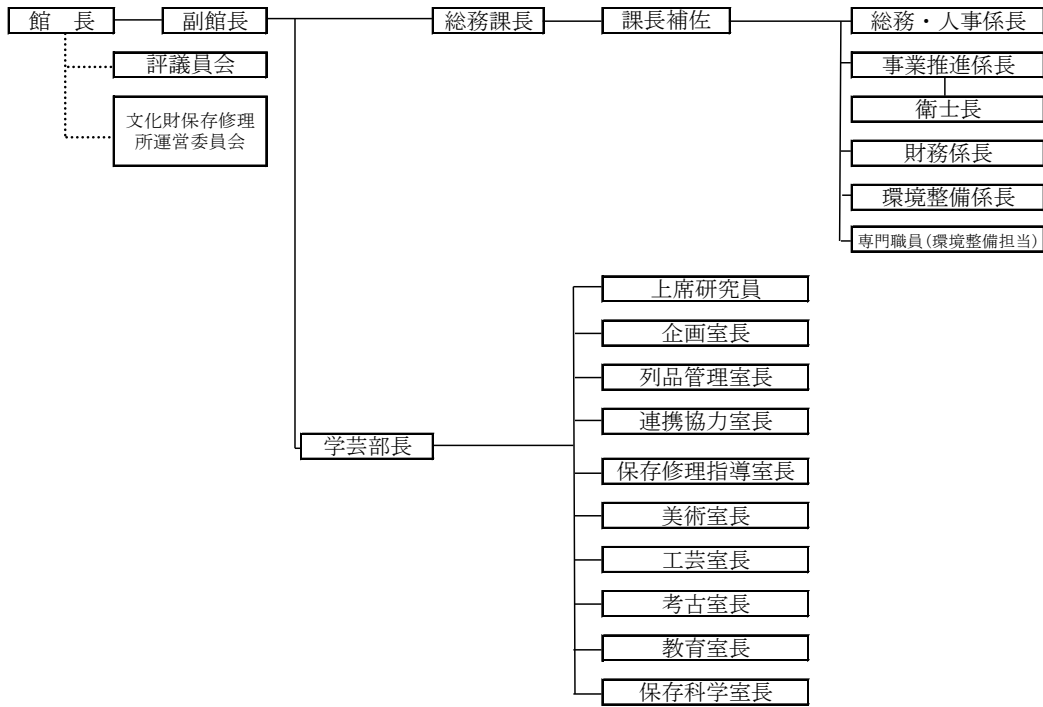 館　長
副館長
総務課長
課長補佐
総務・人事係長
評議員会
事業推進係長
文化財保存修理
所運営委員会
衛士長
財務係長
環境整備係長
専門職員(環境整備担当)
上席研究員
企画室長
列品管理室長
連携協力室長
学芸部長
保存修理指導室長
美術室長
工芸室長
考古室長
教育室長
保存科学室長